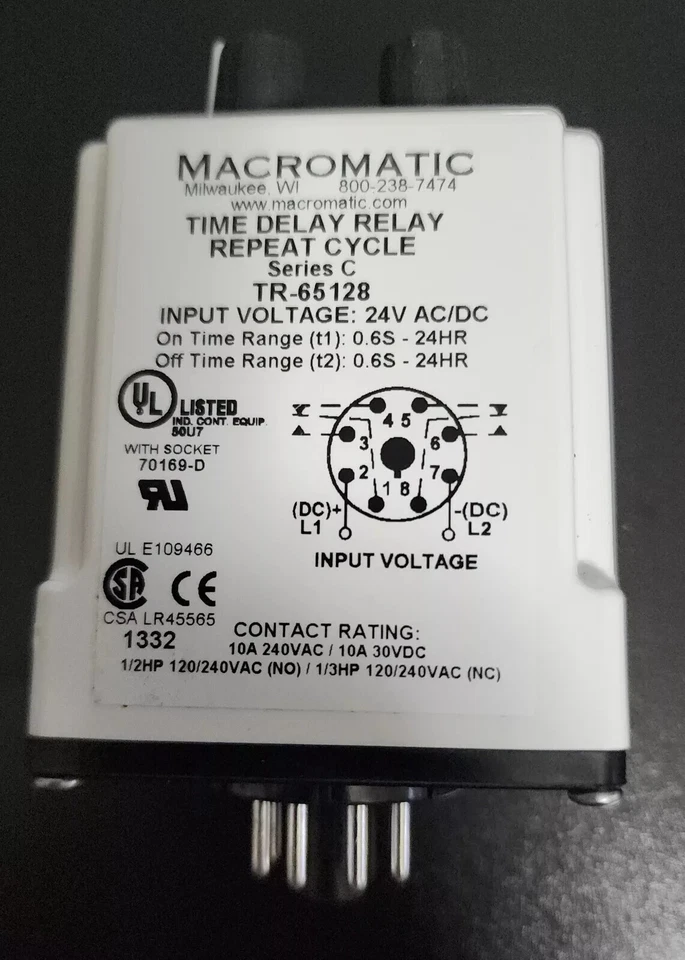 MACROMATIC
Milwaukee, WI 800-238-7474
www.macromatic.com
TIME DELAY RELAY
REPEAT CYCLE
Series C
TR-65128
INPUT VOLTAGE: 24V AC/DC
On Time Range (t1): 0.6S - 24HR
Off Time Range (t2): 0.6S - 24HR
UL LISTED
IND. CONT. EQUIP.
50U7
WITH SOCKET
70169-D
RU
UL E109466
SA CE
CSA LR45565
1332
4 5
3 6
2 7
1 8
(DC)+ -(DC)
L1 L2
INPUT VOLTAGE
CONTACT RATING:
10A 240VAC / 10A 30VDC
1/2HP 120/240VAC (NO) / 1/3HP 120/240VAC (NC)